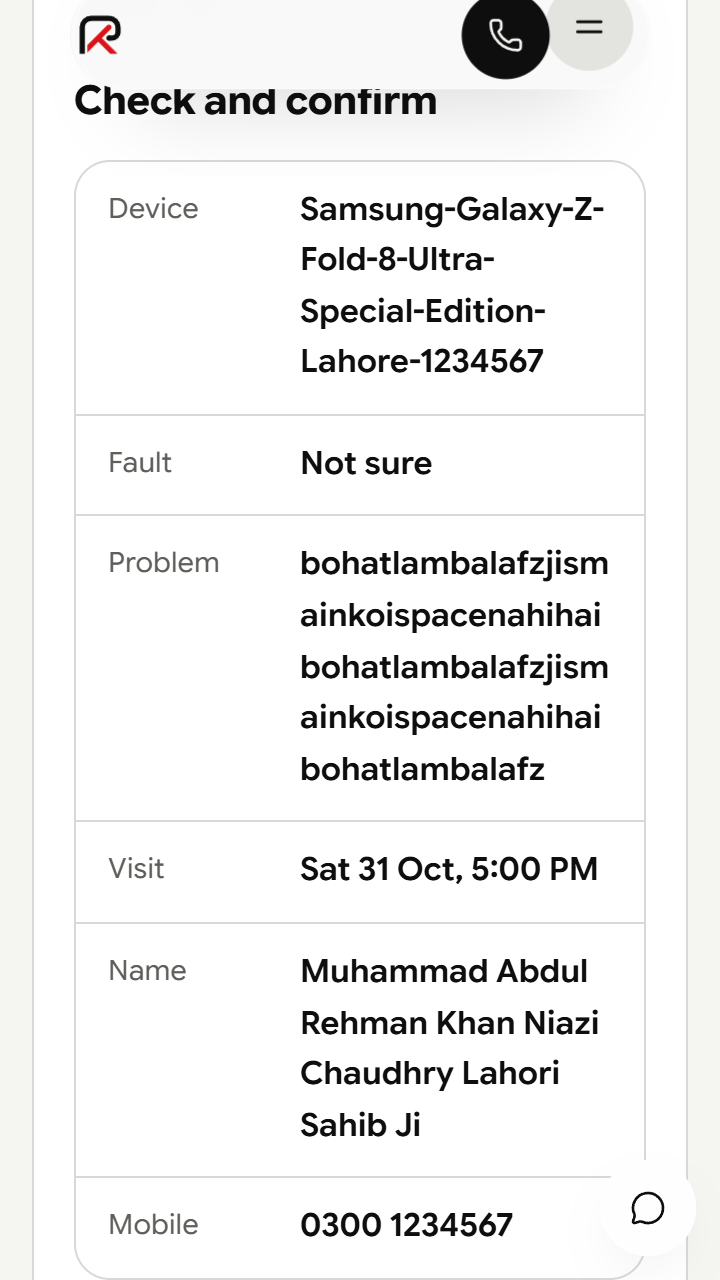 Check and confirm
Device
Samsung-Galaxy-Z-
Fold-8-Ultra-
Special-Edition-
Lahore-1234567
Fault
Not sure
Problem
bohatlambalafzjism
ainkoispacenahihai
bohatlambalafzjism
ainkoispacenahihai
bohatlambalafz
Visit
Sat 31 Oct, 5:00 PM
Name
Muhammad Abdul
Rehman Khan Niazi
Chaudhry Lahori
Sahib Ji
Mobile
0300 1234567